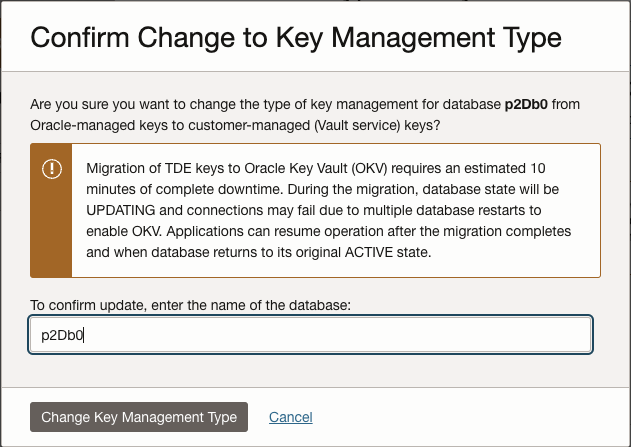 Confirm Change to Key Management Type
Are you sure you want to change the type of key management for database p2Db0 from
Oracle-managed keys to customer-managed (Vault service) keys?
Migration of TDE keys to Oracle Key Vault (OKV) requires an estimated 10
minutes of complete downtime. During the migration, database state will be
UPDATING and connections may fail due to multiple database restarts to
enable OKV. Applications can resume operation after the migration completes
and when database returns to its original ACTIVE state.
To confirm update, enter the name of the database:
p2Db0
Change Key Management Type
Cancel